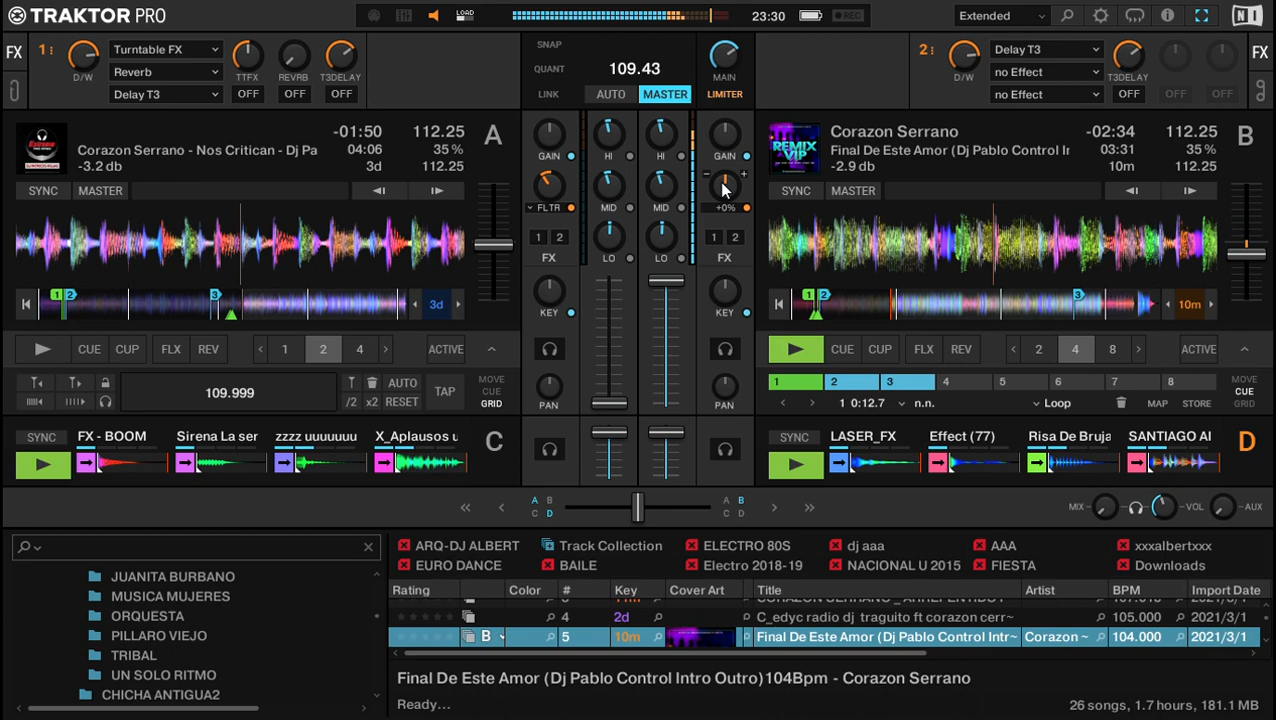 TRAKTOR PRO
LOAD
23:30
REC
Extended
FX
1
D/W
Turntable FX
Reverb
Delay T3
TTFX
REVRB
T3DELAY
OFF
OFF
OFF
SNAP
QUANT
109.43
LINK
AUTO
MASTER
MAIN
LIMITER
2
D/W
Delay T3
no Effect
no Effect
T3DELAY
OFF
OFF
OFF
FX
Corazon Serrano - Nos Critican - Dj Pa
-3.2 db
-01:50
04:06
3d
112.25
35 %
112.25
A
SYNC
MASTER
3d
CUE
CUP
FLX
REV
1
2
4
ACTIVE
109.999
/2
x2
AUTO
RESET
TAP
MOVE
CUE
GRID
GAIN
HI
HI
GAIN
FLTR
MID
MID
+0%
1 2
LO
LO
1 2
FX
FX
KEY
KEY
PAN
PAN
REMIX VIP
Corazon Serrano
Final De Este Amor (Dj Pablo Control Ir
-2.9 db
-02:34
03:31
10m
112.25
35 %
112.25
B
SYNC
MASTER
10m
CUE
CUP
FLX
REV
2
4
8
ACTIVE
1 2 3 4 5 6 7 8
1 0:12.7
n.n.
Loop
MAP
STORE
MOVE
CUE
GRID
SYNC
FX - BOOM
Sirena La ser
zzzz uuuuuuu
X_Aplausos u
C
SYNC
LASER_FX
Effect (77)
Risa De Bruja
SANTIAGO AI
D
A B
C D
A B
C D
MIX
VOL
AUX
JUANITA BURBANO
MUSICA MUJERES
ORQUESTA
PILLARO VIEJO
TRIBAL
UN SOLO RITMO
CHICHA ANTIGUA2
ARQ-DJ ALBERT
Track Collection
ELECTRO 80S
dj aaa
AAA
xxxalbertxxx
EURO DANCE
BAILE
Electro 2018-19
NACIONAL U 2015
FIESTA
Downloads
Rating
Color
#
Key
Cover Art
Title
Artist
BPM
Import Date
4
2d
C_edyc radio dj traguito ft corazon cerr~
105.000
2021/3/1
B
5
10m
Final De Este Amor (Dj Pablo Control Intr~
Corazon ~
104.000
2021/3/1
Final De Este Amor (Dj Pablo Control Intro Outro)104Bpm - Corazon Serrano
Ready...
26 songs, 1.7 hours, 181.1 MB